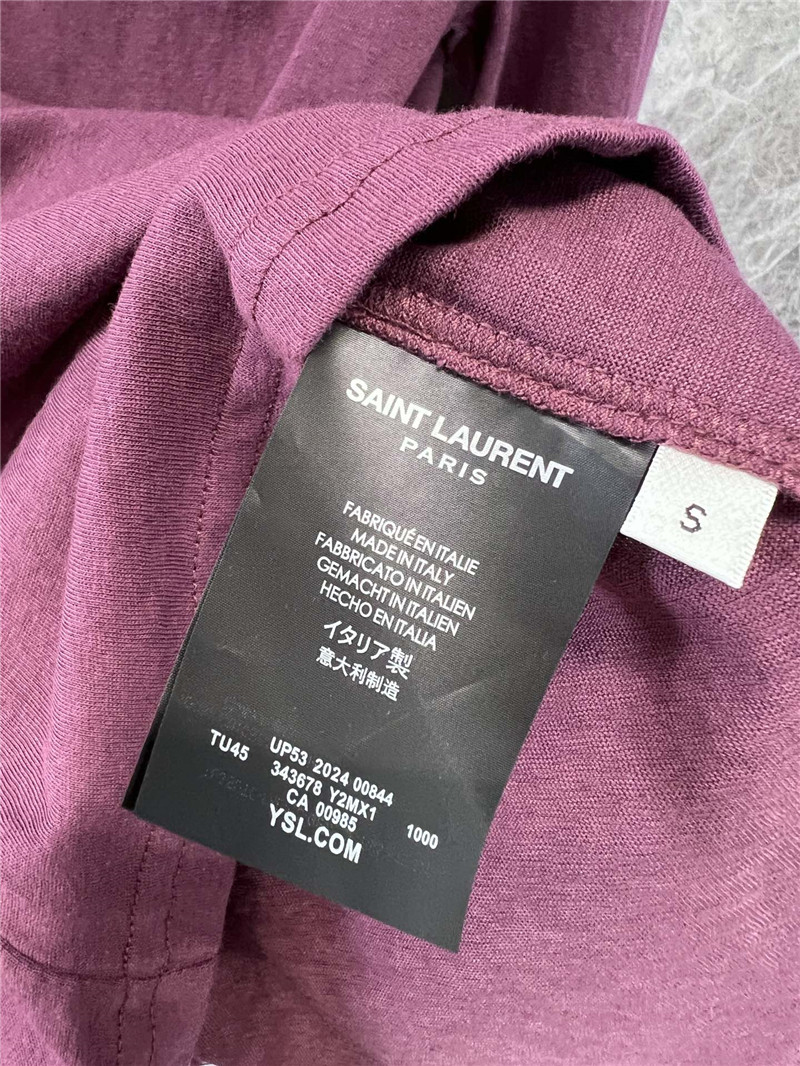 SAINT LAURENT
PARIS
S
FABRIQUÉ EN ITALIE
MADE IN ITALY
FABBRICATO IN ITALIEN
GEMACHT IN ITALIEN
HECHO EN ITALIA
イタリア製
意大利制造
TU45 UP53 2024 00844
343678 Y2MX1
CA 00985 1000
YSL.COM